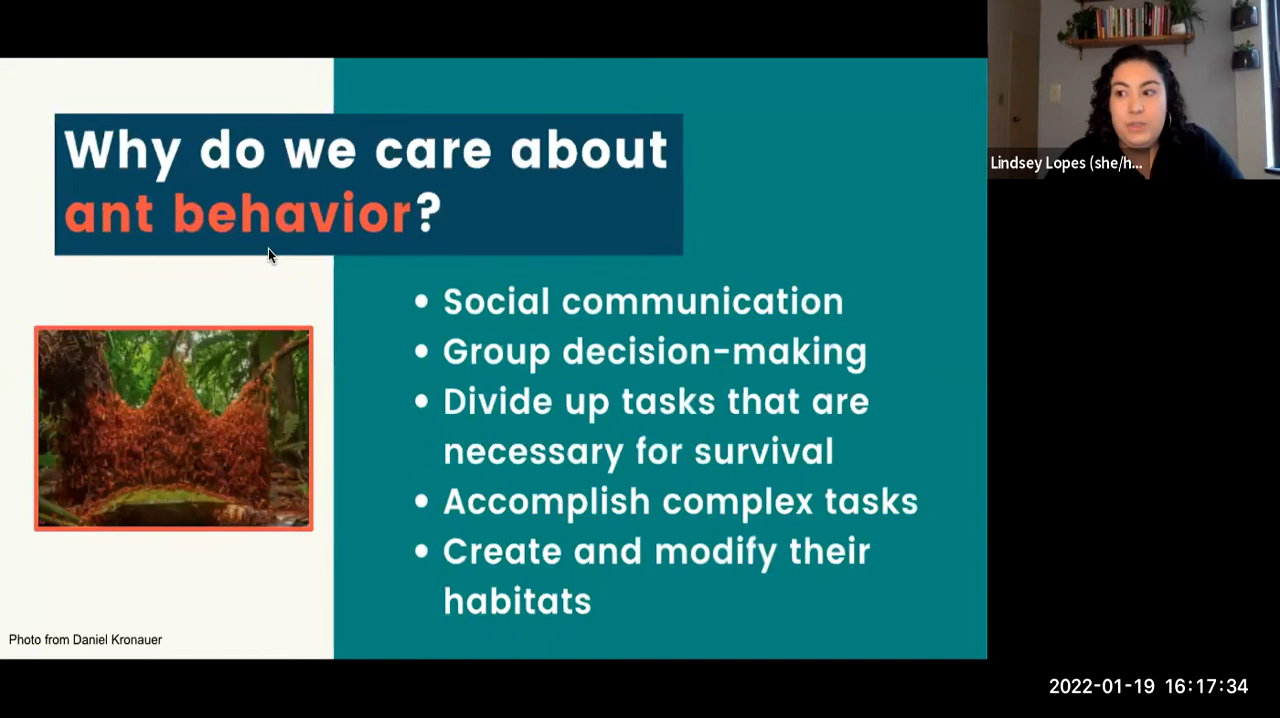 Why do we care about
ant behavior?
• Social communication
• Group decision-making
• Divide up tasks that are
necessary for survival
• Accomplish complex tasks
• Create and modify their
habitats
Photo from Daniel Kronauer
Lindsey Lopes (she/h...
2022-01-19 16:17:34